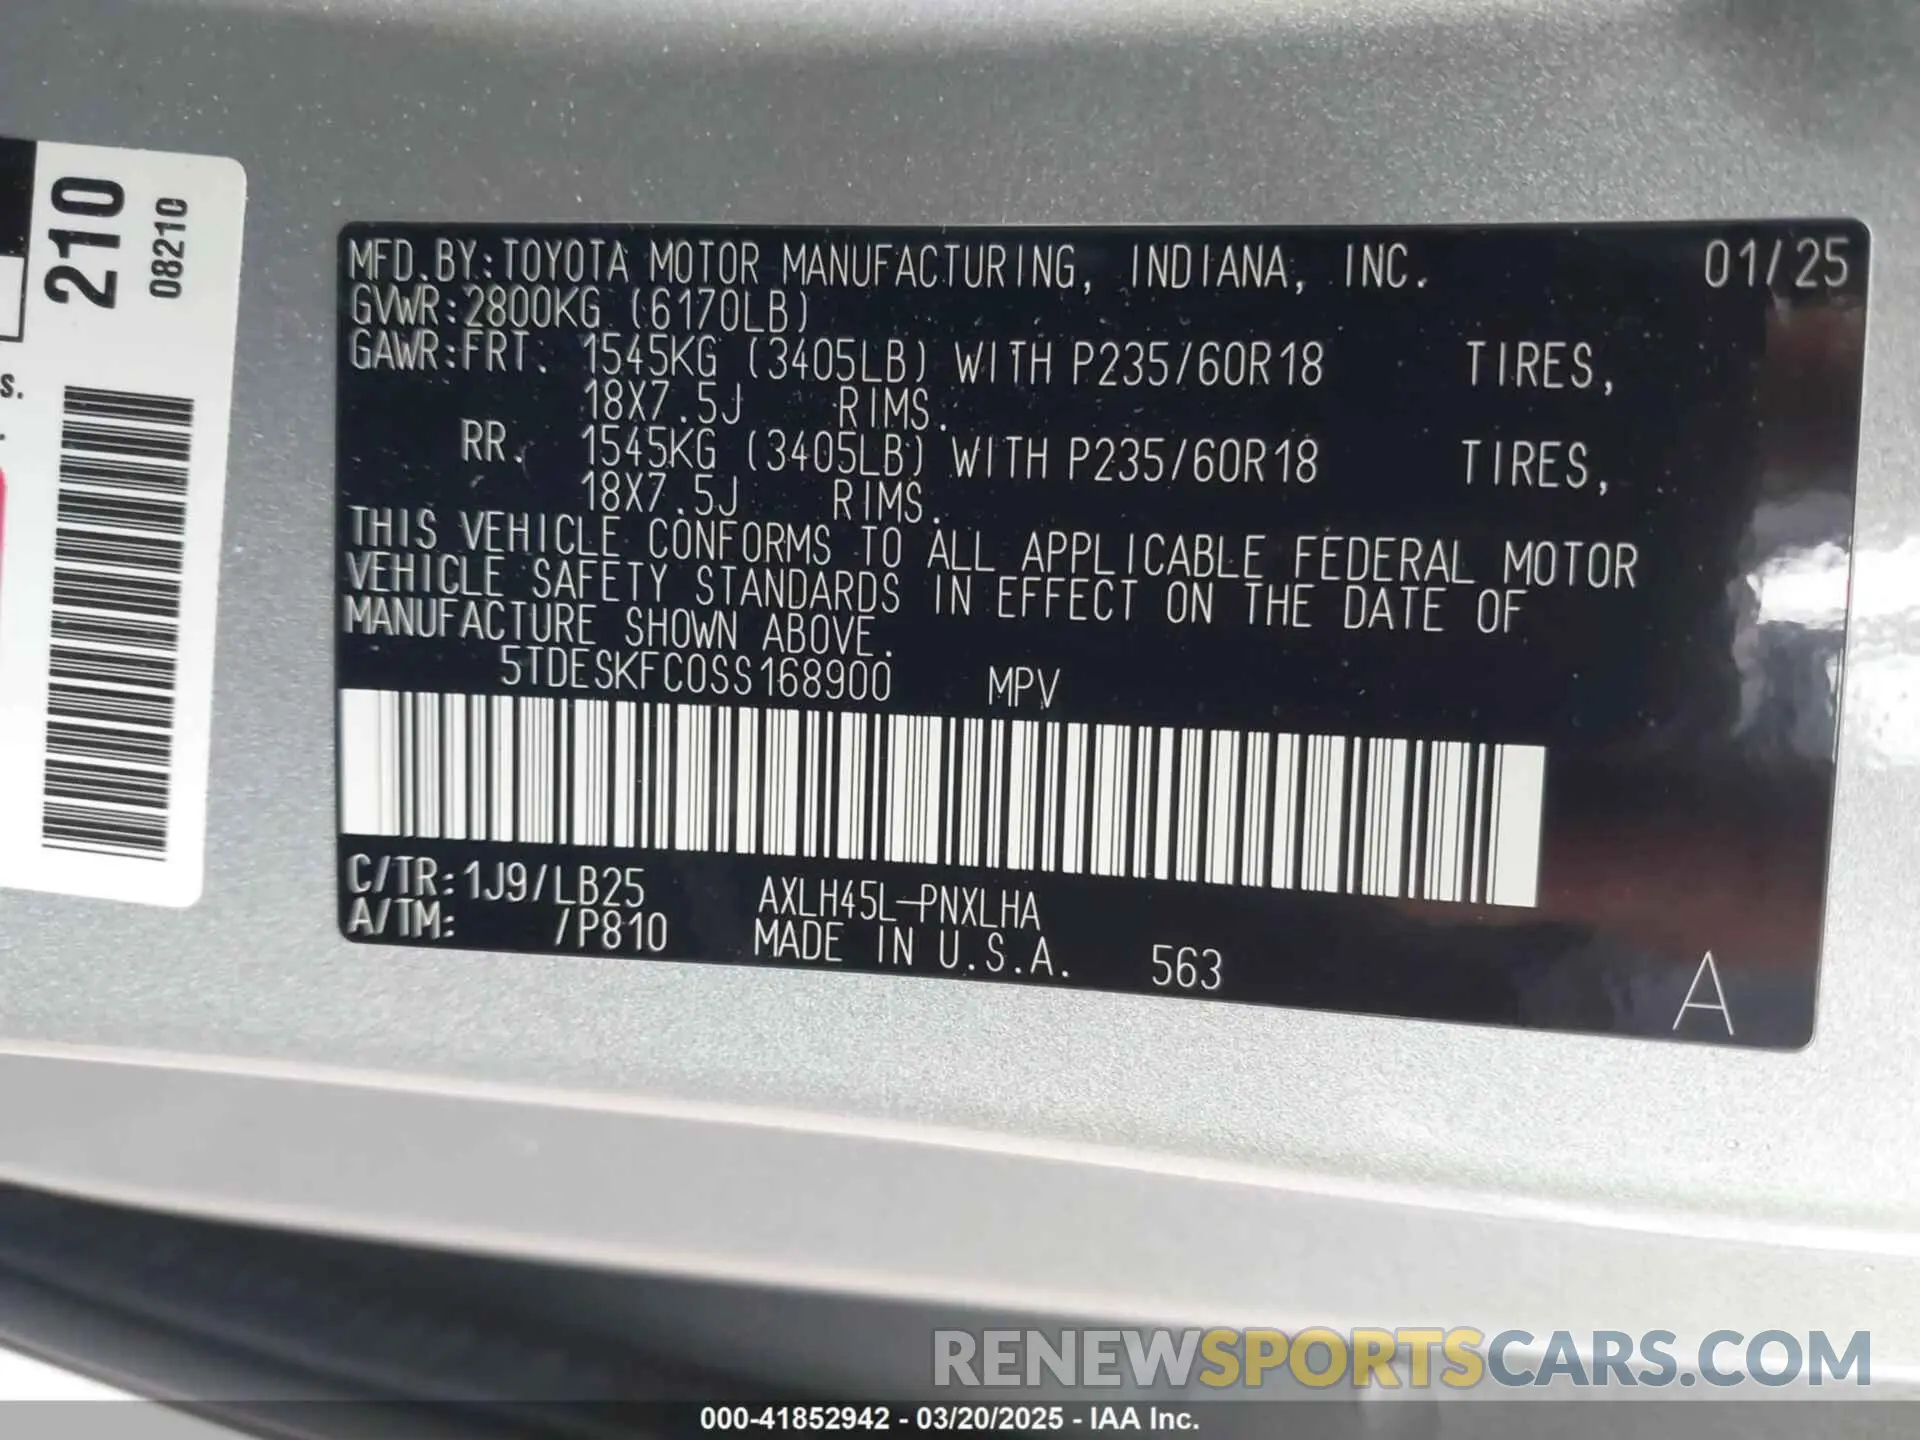 210
08210
s.
MFD.BY:TOYOTA MOTOR MANUFACTURING, INDIANA, INC. 01/25
GVWR:2800KG (6170LB)
GAWR:FRT. 1545KG (3405LB) WITH P235/60R18 TIRES,
18X7.5J RIMS.
RR. 1545KG (3405LB) WITH P235/60R18 TIRES,
18X7.5J RIMS.
THIS VEHICLE CONFORMS TO ALL APPLICABLE FEDERAL MOTOR
VEHICLE SAFETY STANDARDS IN EFFECT ON THE DATE OF
MANUFACTURE SHOWN ABOVE.
5TDESKFC0SS168900 MPV
C/TR:1J9/LB25 AXLH45L-PNXLHA
A/TM: /P810 MADE IN U.S.A. 563
A
RENEWSPORTSCARS.COM
000-41852942 - 03/20/2025 - IAA Inc.